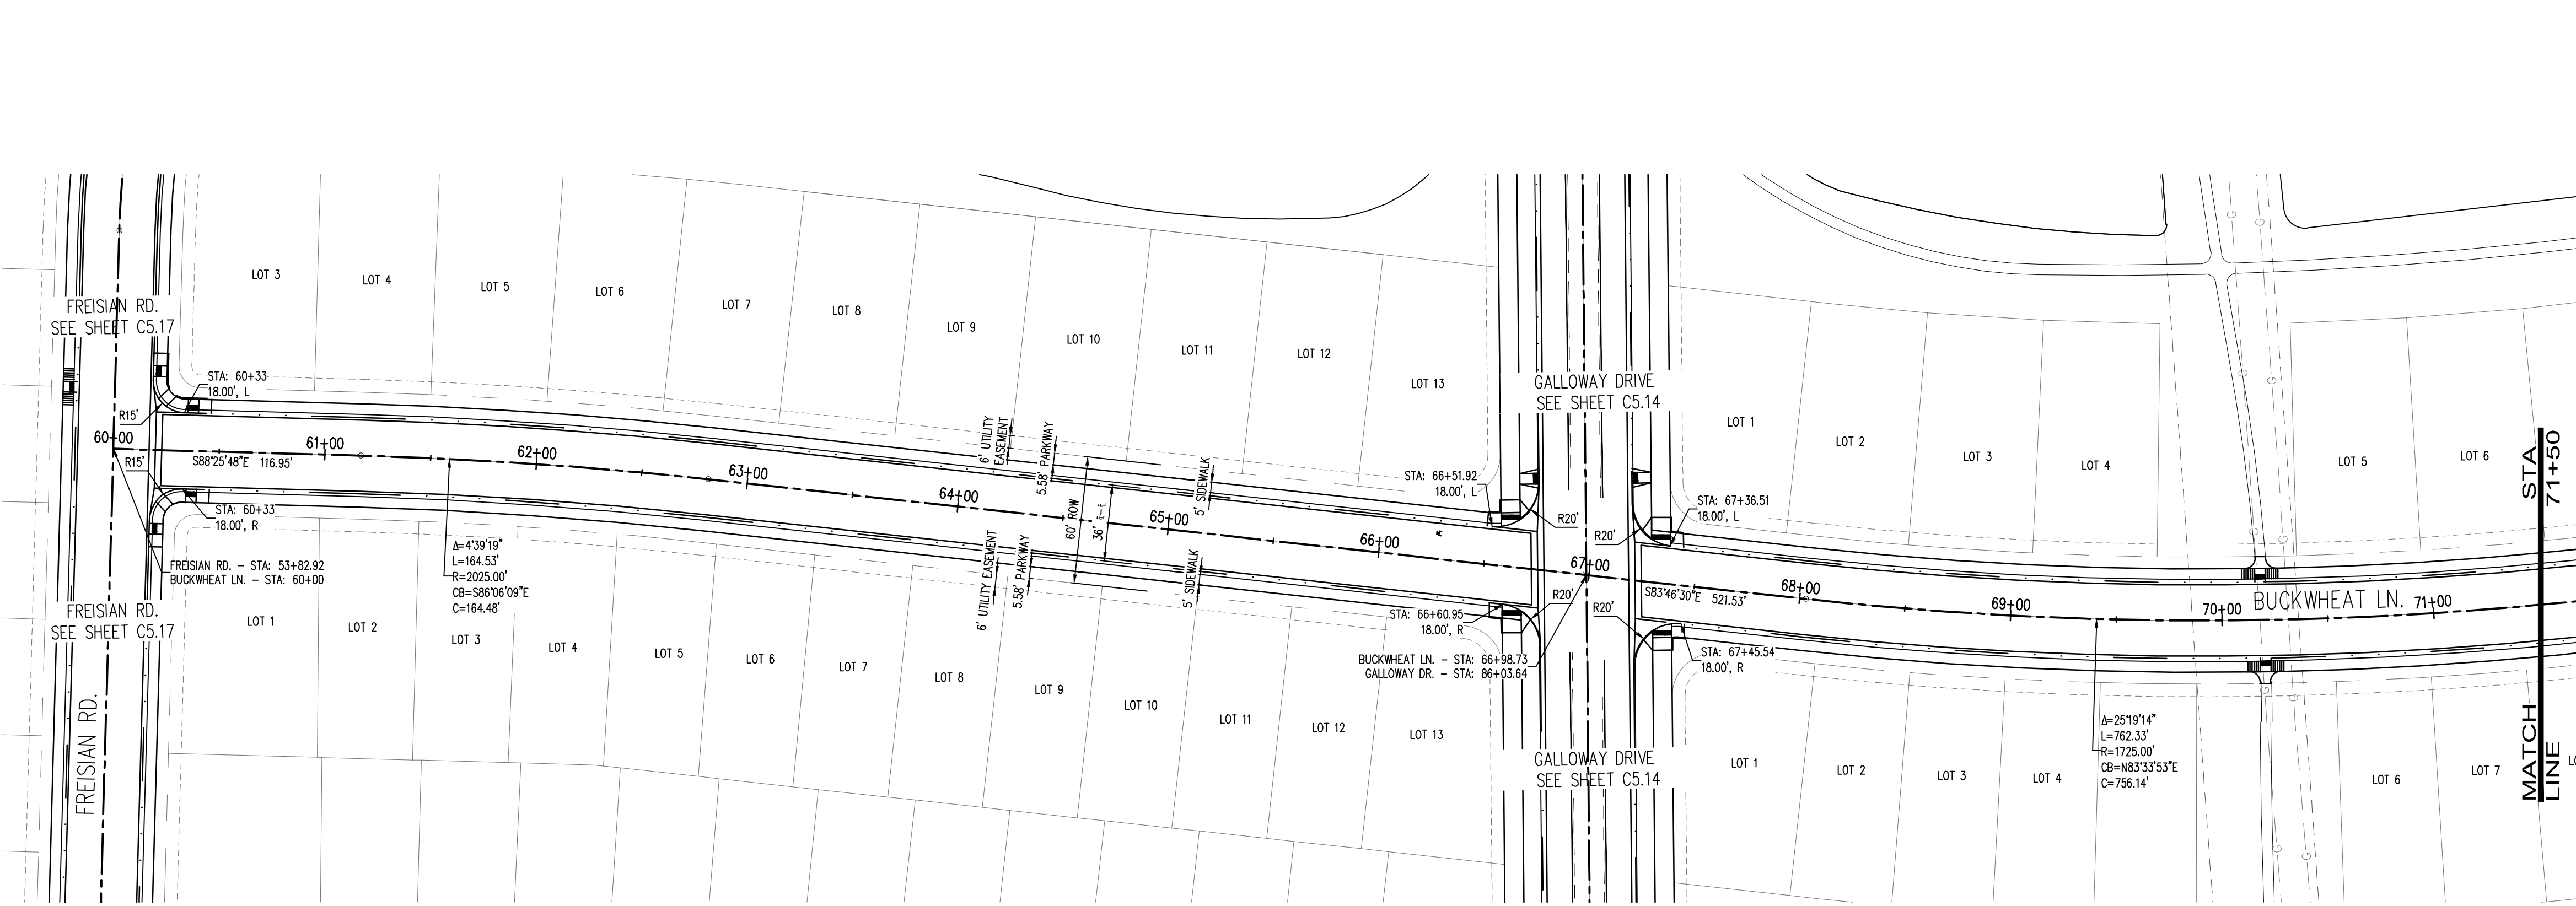 FREISIAN RD.
SEE SHEET C5.17
LOT 3
LOT 4
LOT 5
LOT 6
LOT 7
LOT 8
LOT 9
LOT 10
LOT 11
LOT 12
LOT 13
GALLOWAY DRIVE
SEE SHEET C5.14
LOT 1
LOT 2
LOT 3
LOT 4
LOT 5
LOT 6
G
G
G
G
G
G
G
G
STA: 60+33
18.00', L
R15'
60+00
R15'
S88°25'48"E 116.95'
61+00
62+00
63+00
64+00
65+00
66+00
67+00
68+00
69+00
70+00
71+00
6' UTILITY
EASEMENT
5.58' PARKWAY
60' ROW
36' E-E
5' SIDEWALK
6' UTILITY EASEMENT
5.58' PARKWAY
5' SIDEWALK
STA: 66+51.92
18.00', L
R20'
R20'
STA: 67+36.51
18.00', L
S83°46'30"E 521.53'
BUCKWHEAT LN.
STA
71+50
MATCH
LINE
STA: 60+33
18.00', R
FREISIAN RD. - STA: 53+82.92
BUCKWHEAT LN. - STA: 60+00
Δ=4°39'19"
L=164.53'
R=2025.00'
CB=S86°06'09"E
C=164.48'
STA: 66+60.95
18.00', R
R20'
R20'
BUCKWHEAT LN. - STA: 66+98.73
GALLOWAY DR. - STA: 86+03.64
STA: 67+45.54
18.00', R
FREISIAN RD.
SEE SHEET C5.17
FREISIAN RD.
LOT 1
LOT 2
LOT 3
LOT 4
LOT 5
LOT 6
LOT 7
LOT 8
LOT 9
LOT 10
LOT 11
LOT 12
LOT 13
GALLOWAY DRIVE
SEE SHEET C5.14
LOT 1
LOT 2
LOT 3
LOT 4
Δ=25°19'14"
L=762.33'
R=1725.00'
CB=N83°33'53"E
C=756.14'
LOT 6
LOT 7
G
G
G
G